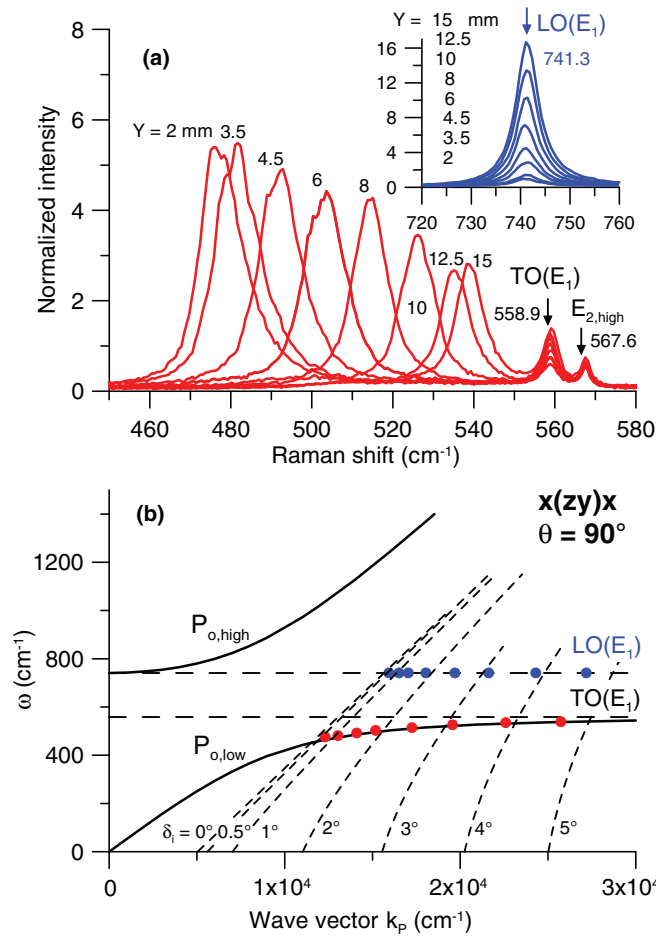 (a)
Y = 15 mm
12.5
10
8
6
4.5
3.5
2
LO(E₁)
741.3
16
12
8
4
0
720 730 740 750 760
Y = 2 mm
3.5
4.5
6
8
10
12.5
15
TO(E₁)
558.9
E₂,high
567.6
8
6
4
2
0
Normalized intensity
460 480 500 520 540 560 580
Raman shift (cm⁻¹)
(b)
x(zy)x
θ = 90°
Pₒ,high
LO(E₁)
TO(E₁)
Pₒ,low
δᵢ = 0° 0.5° 1° 2° 3° 4° 5°
1200
800
400
0
ω (cm⁻¹)
0 1x10⁴ 2x10⁴ 3x10⁴
Wave vector kₚ (cm⁻¹)